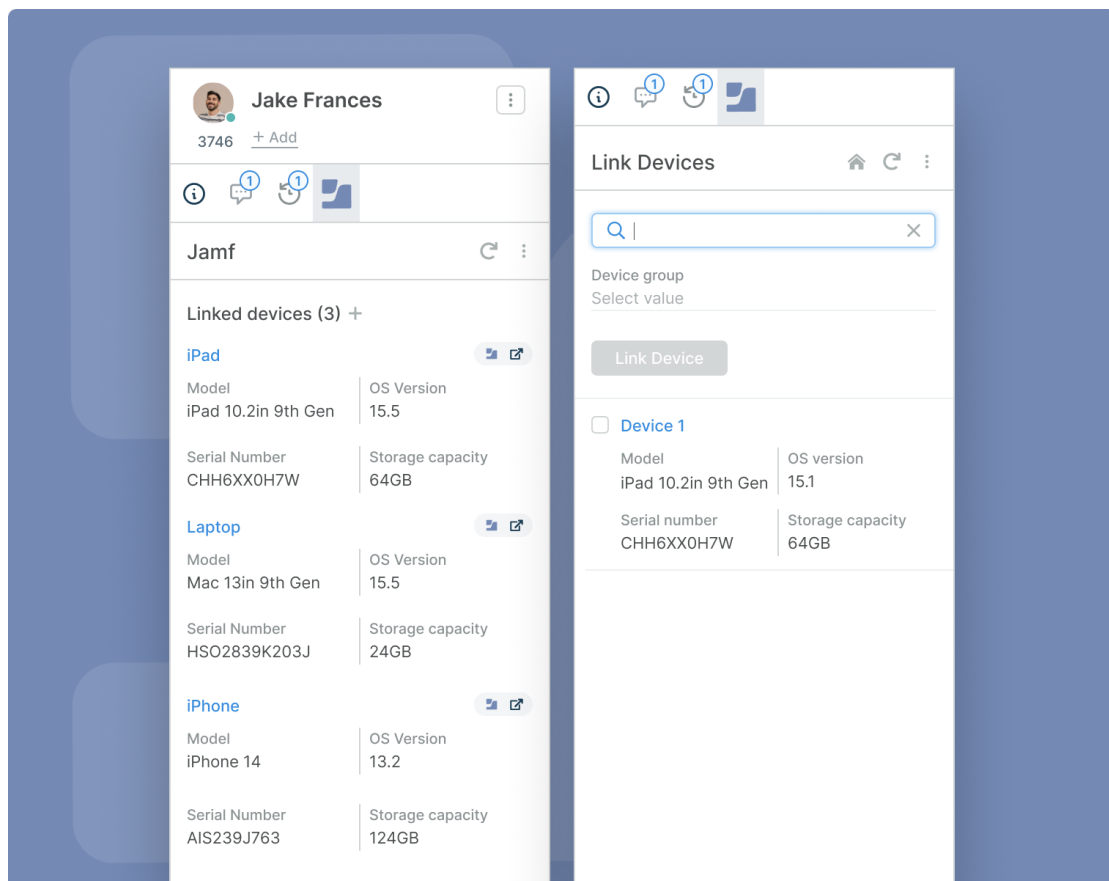 Jake Frances
3746
+ Add
1
1
Jamf
Linked devices (3) +
iPad
Model
OS Version
iPad 10.2in 9th Gen
15.5
Serial Number
Storage capacity
CHH6XX0H7W
64GB
Laptop
Model
OS Version
Mac 13in 9th Gen
15.5
Serial Number
Storage capacity
HSO2839K203J
24GB
iPhone
Model
OS Version
iPhone 14
13.2
Serial Number
Storage capacity
AIS239J763
124GB
1
1
Link Devices
Device group
Select value
Link Device
Device 1
Model
OS version
iPad 10.2in 9th Gen
15.1
Serial number
Storage capacity
CHH6XX0H7W
64GB